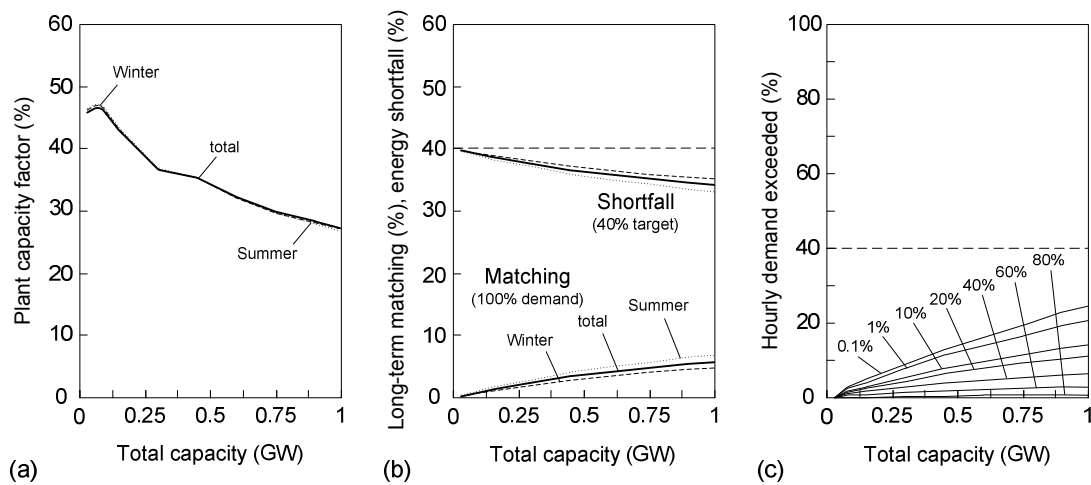 Plant capacity factor (%)
60
50
40
30
20
10
0
Winter
total
Summer
0
0.25
0.5
0.75
1
Total capacity (GW)
(a)
Long-term matching (%), energy shortfall (%)
60
50
40
30
20
10
0
Shortfall
(40% target)
Matching
(100% demand)
Winter
total
Summer
0
0.25
0.5
0.75
1
Total capacity (GW)
(b)
Hourly demand exceeded (%)
100
80
60
40
20
0
0.1%
1%
10%
20%
40%
60%
80%
0
0.25
0.5
0.75
1
Total capacity (GW)
(c)